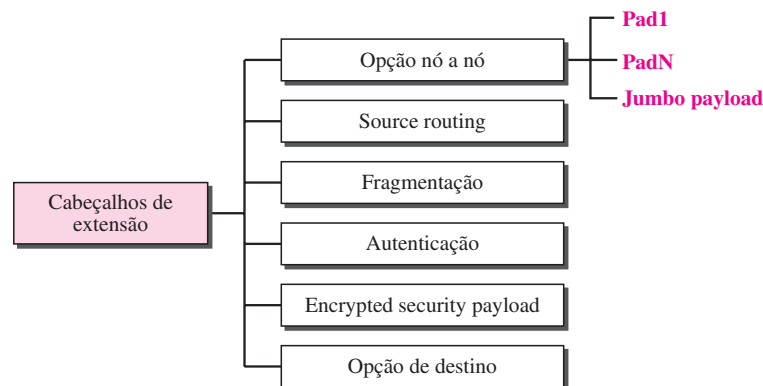 Pad1
Opção nó a nó
PadN
Jumbo payload
Source routing
Fragmentação
Cabeçalhos de
extensão
Autenticação
Encrypted security payload
Opção de destino